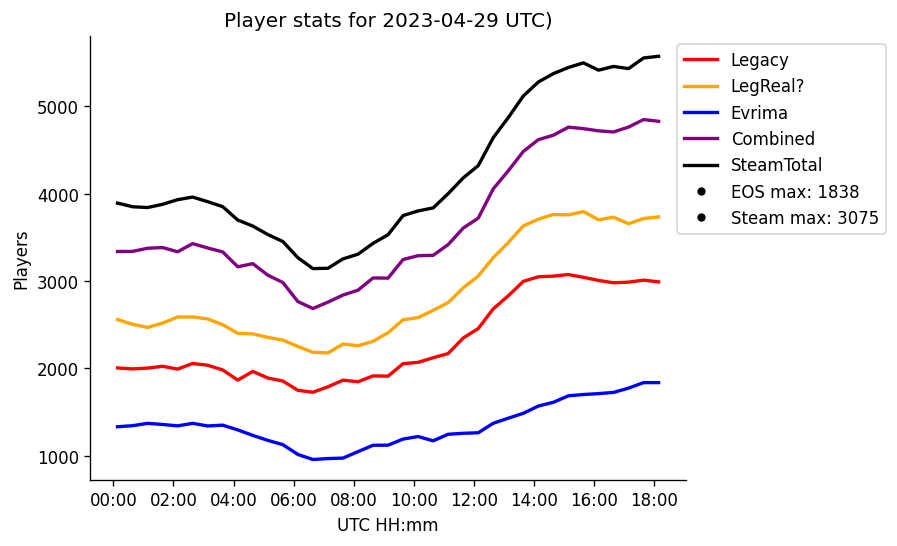 Player stats for 2023-04-29 UTC)
Legacy
LegReal?
Evrima
Combined
SteamTotal
EOS max: 1838
Steam max: 3075
Players
5000
4000
3000
2000
1000
00:00 02:00 04:00 06:00 08:00 10:00 12:00 14:00 16:00 18:00
UTC HH:mm